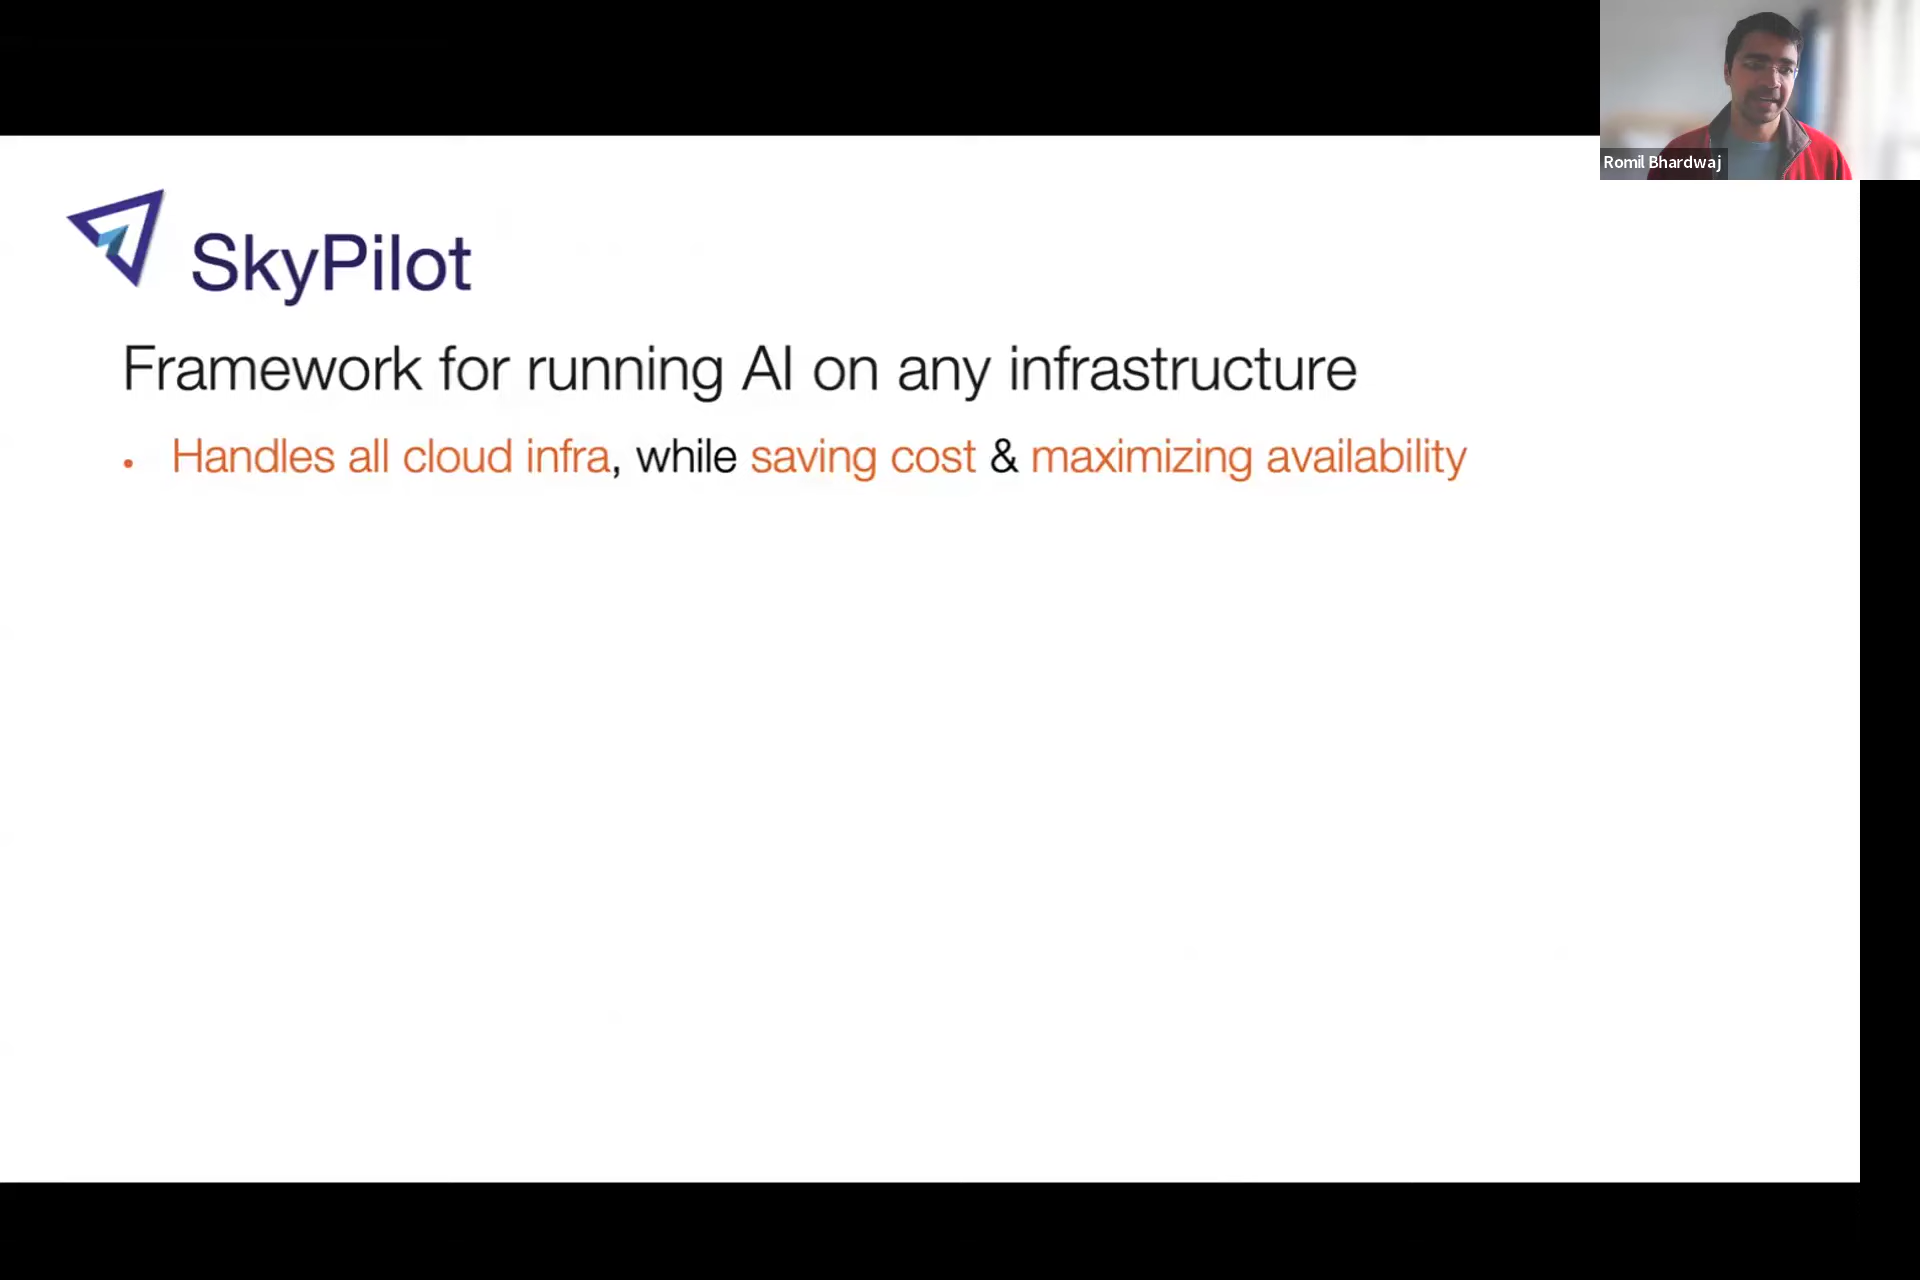 Romil Bhardwaj
SkyPilot
Framework for running AI on any infrastructure
• Handles all cloud infra, while saving cost & maximizing availability